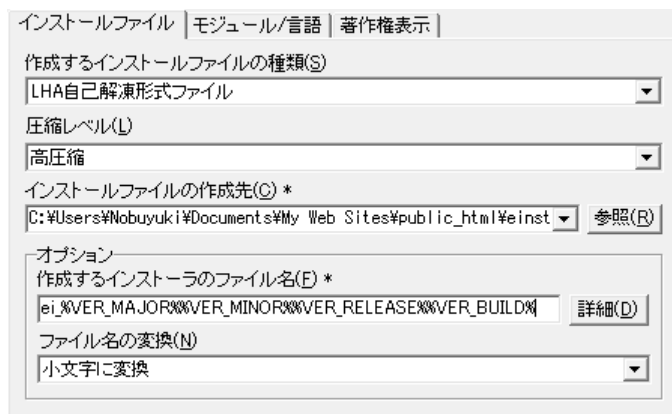 インストールファイル モジュール/言語 著作権表示
作成するインストールファイルの種類(S)
LHA自己解凍形式ファイル
圧縮レベル(L)
高圧縮
インストールファイルの作成先(C) *
C:¥Users¥Nobuyuki¥Documents¥My Web Sites¥public_html¥einst 参照(R)
オプション
作成するインストーラのファイル名(F) *
ei_%VER_MAJOR%%VER_MINOR%%VER_RELEASE%%VER_BUILD% 詳細(D)
ファイル名の変換(N)
小文字に変換